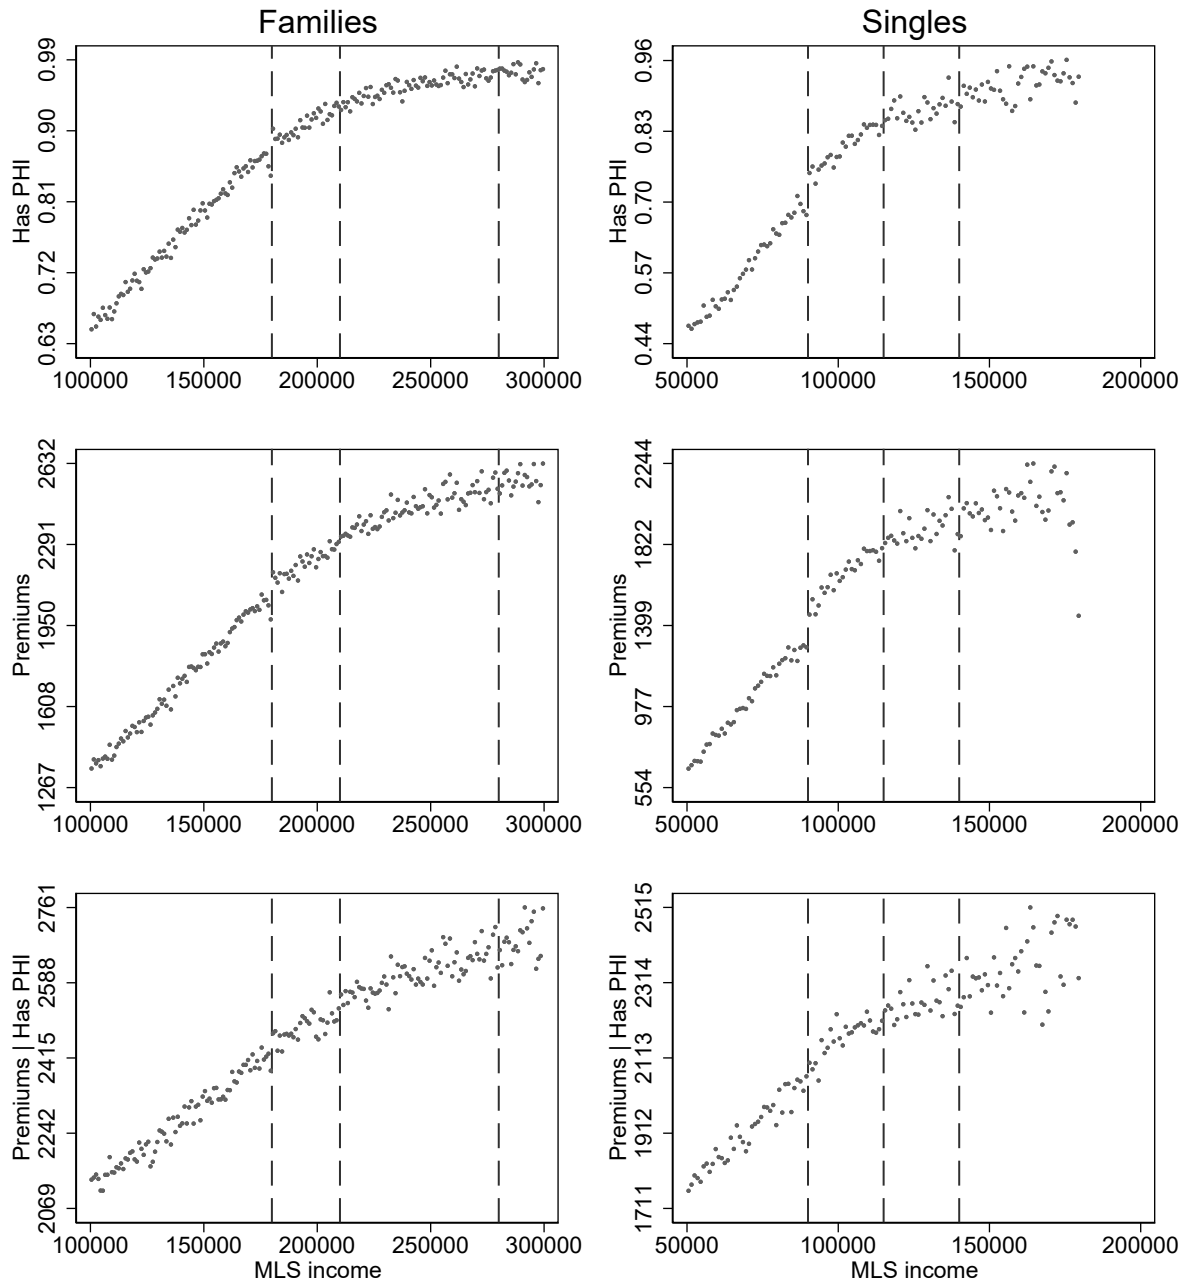 Families
Singles
Has PHI
0.99
0.90
0.81
0.72
0.63
100000 150000 200000 250000 300000
Has PHI
0.96
0.83
0.70
0.57
0.44
50000 100000 150000 200000
Premiums
2632
2291
1950
1608
1267
100000 150000 200000 250000 300000
Premiums
2244
1822
1399
977
554
50000 100000 150000 200000
Premiums | Has PHI
2761
2588
2415
2242
2069
100000 150000 200000 250000 300000
MLS income
Premiums | Has PHI
2515
2314
2113
1912
1711
50000 100000 150000 200000
MLS income